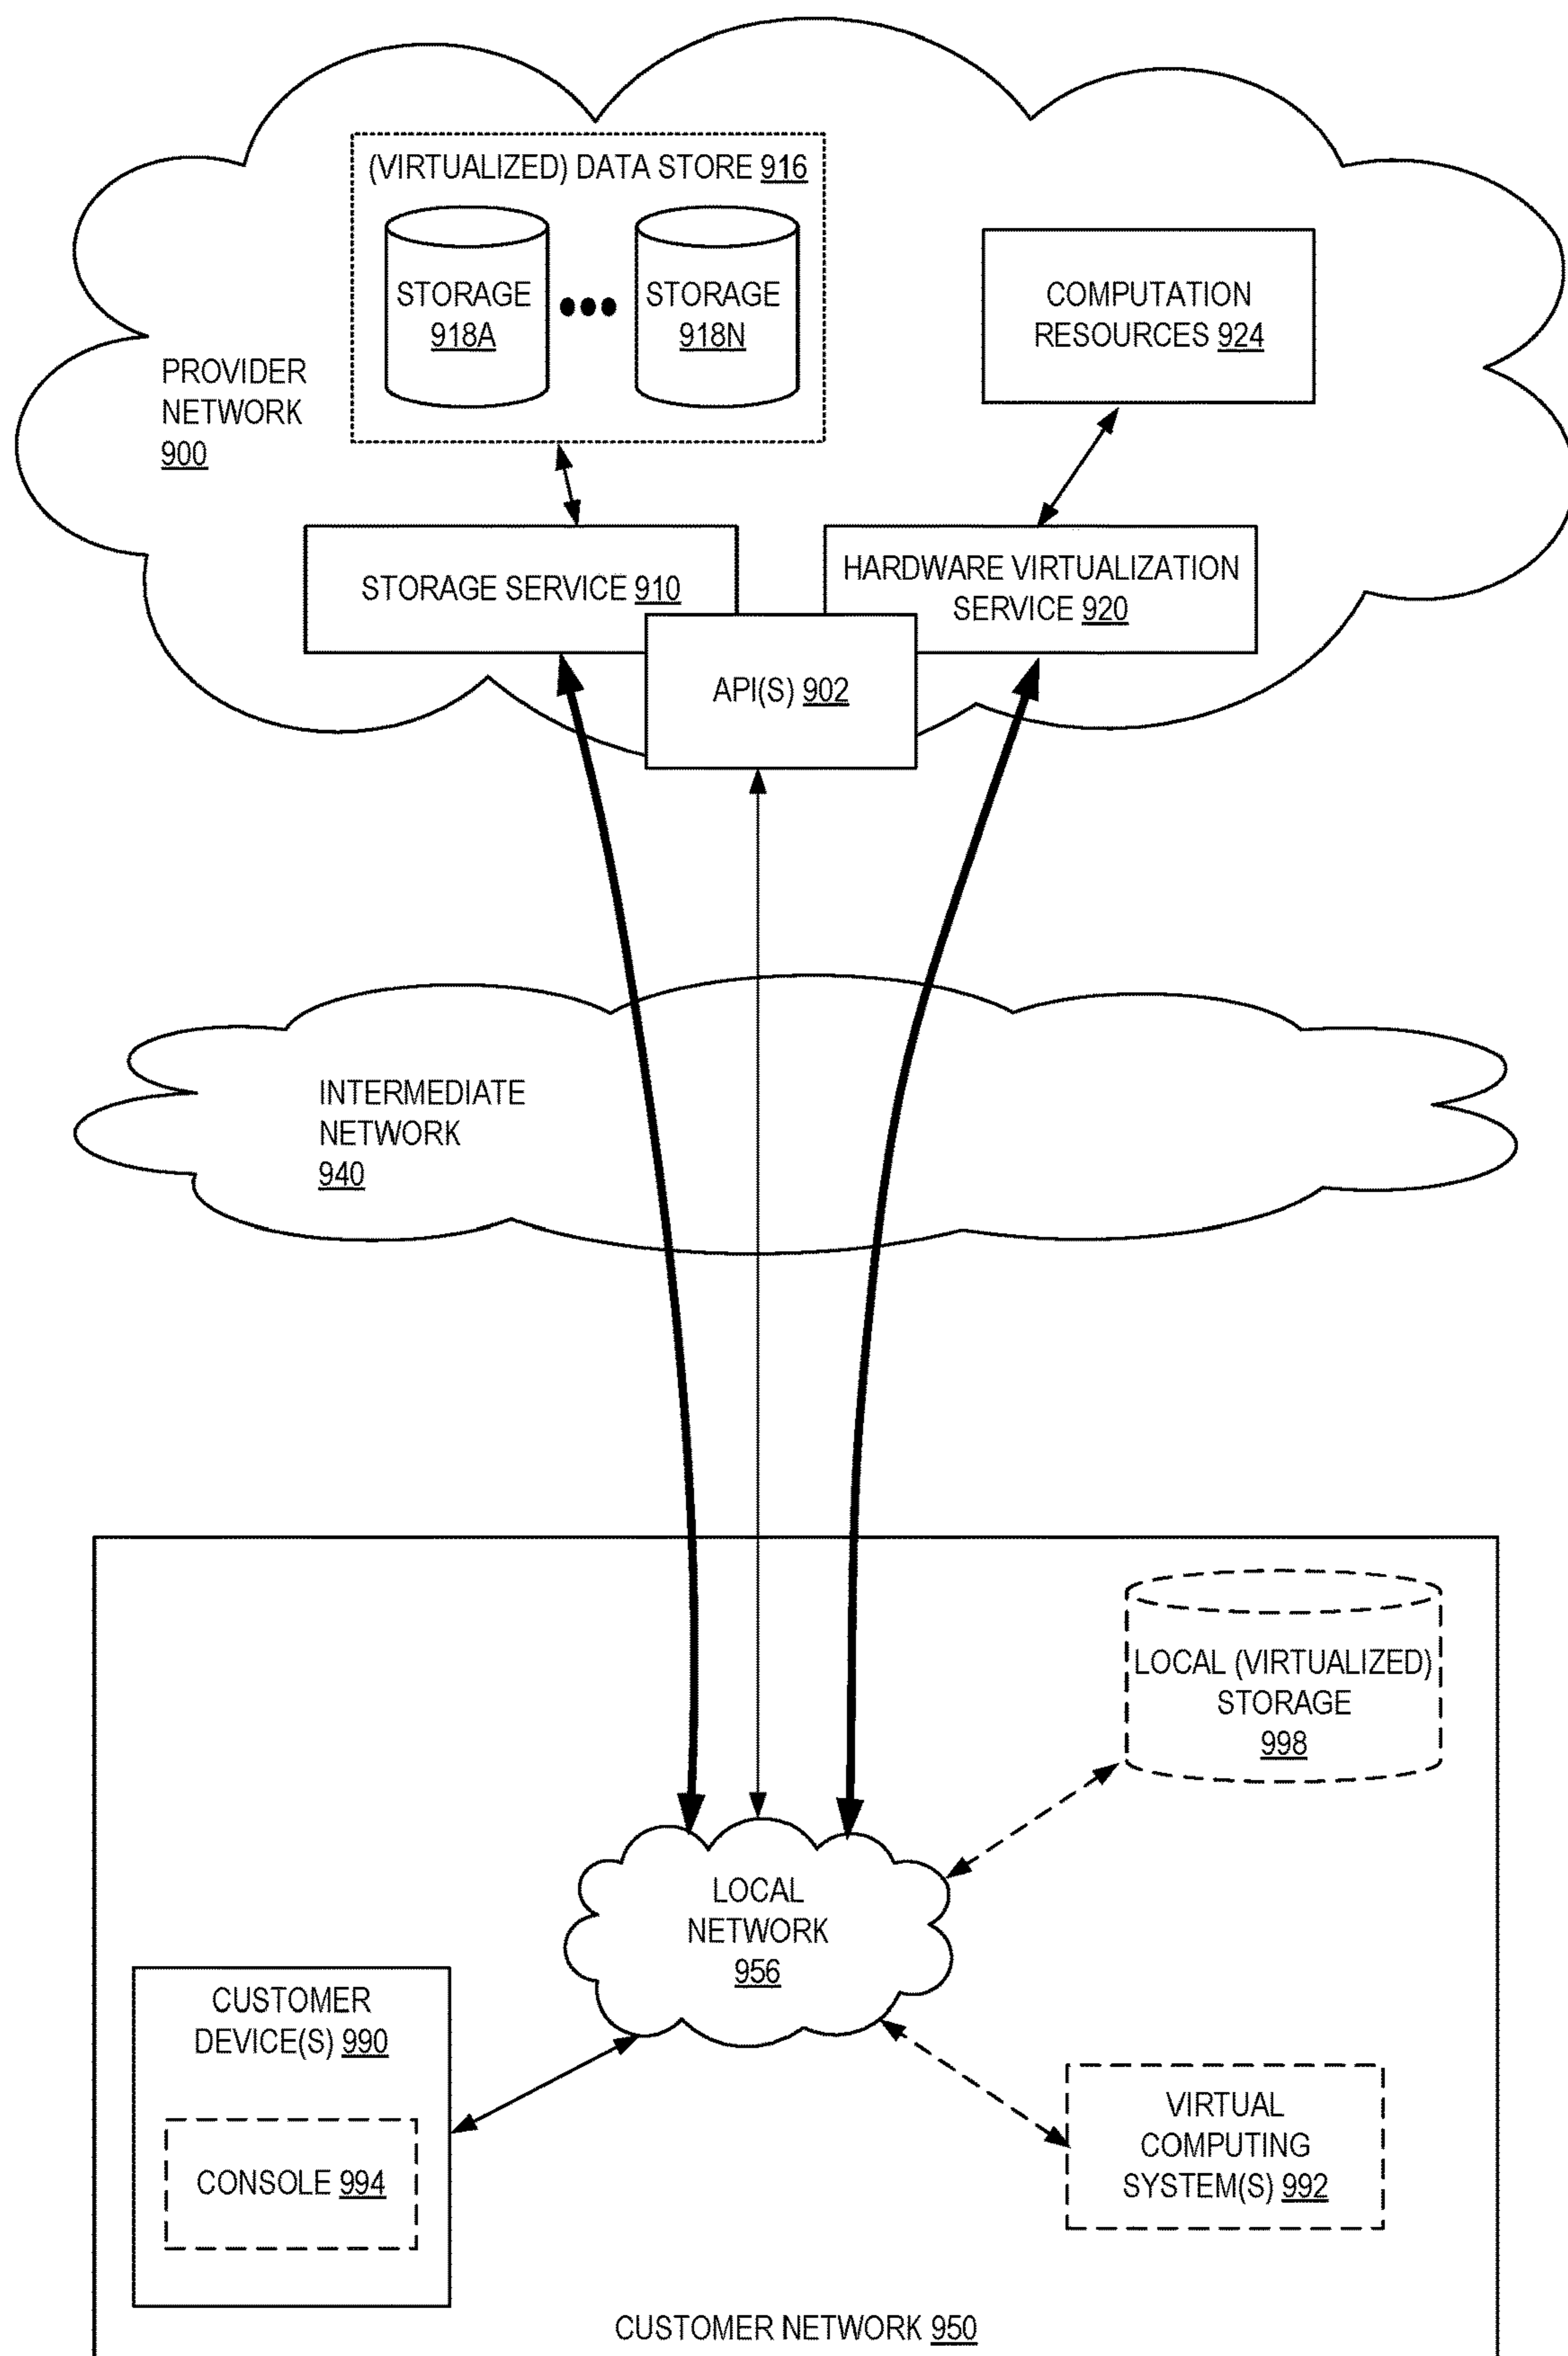 (VIRTUALIZED) DATA STORE 916
STORAGE
918A
STORAGE
918N
COMPUTATION
RESOURCES 924
PROVIDER
NETWORK
900
STORAGE SERVICE 910
HARDWARE VIRTUALIZATION
SERVICE 920
API(S) 902
INTERMEDIATE
NETWORK
940
LOCAL (VIRTUALIZED)
STORAGE
998
LOCAL
NETWORK
956
CUSTOMER
DEVICE(S) 990
CONSOLE 994
VIRTUAL
COMPUTING
SYSTEM(S) 992
CUSTOMER NETWORK 950